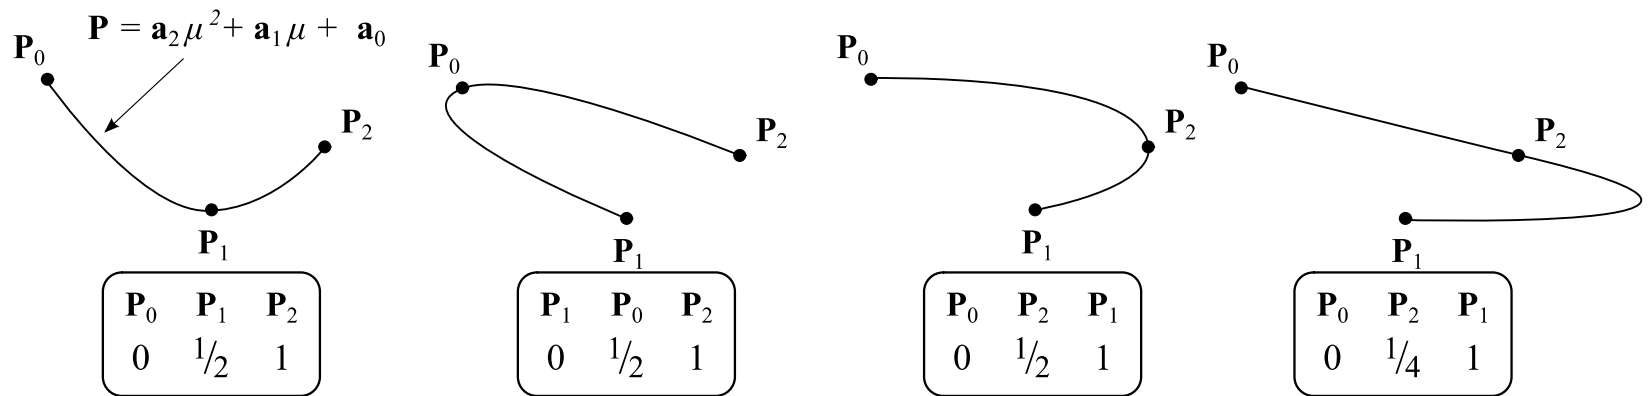 P = a₂μ² + a₁μ + a₀
P₀
P₂
P₁
P₀ P₁ P₂
0 1/2 1
P₀
P₂
P₁
P₁ P₀ P₂
0 1/2 1
P₀
P₂
P₁
P₀ P₂ P₁
0 1/2 1
P₀
P₂
P₁
P₀ P₂ P₁
0 1/4 1